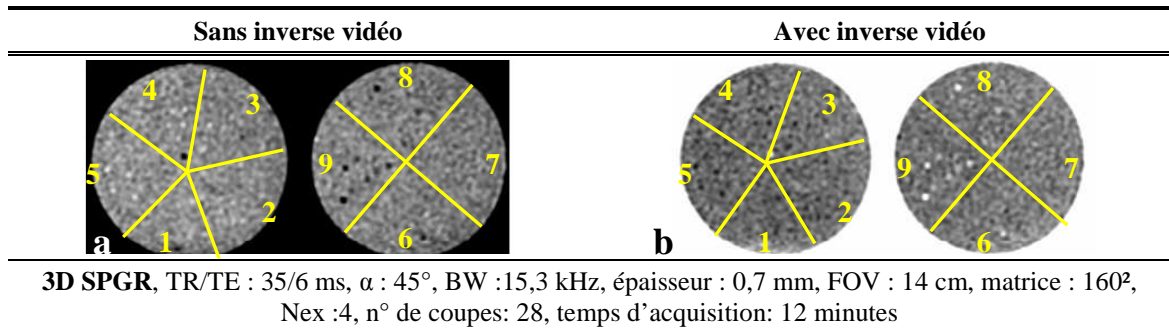 Sans inverse vidéo Avec inverse vidéo
4 3 5 2 1 a
8 9 7 6
4 3 5 2 1 b
8 9 7 6
3D SPGR, TR/TE : 35/6 ms, α : 45°, BW :15,3 kHz, épaisseur : 0,7 mm, FOV : 14 cm, matrice : 160²,
Nex :4, n° de coupes: 28, temps d’acquisition: 12 minutes